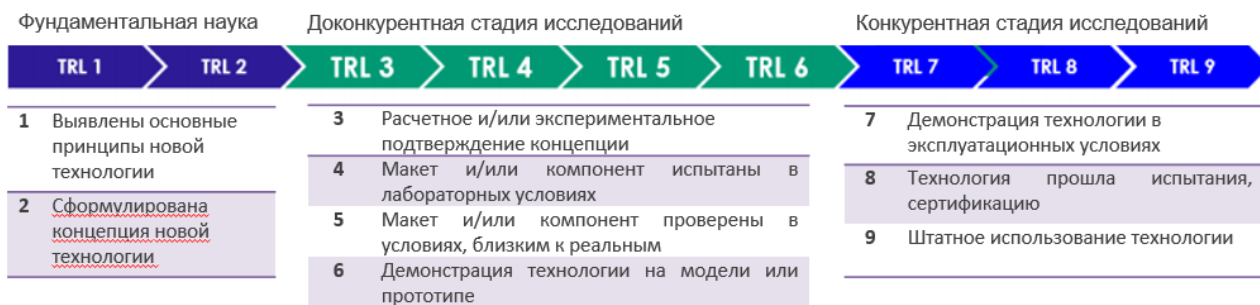 Фундаментальная наука
Доконкурентная стадия исследований
Конкурентная стадия исследований
TRL 1
TRL 2
TRL 3
TRL 4
TRL 5
TRL 6
TRL 7
TRL 8
TRL 9
1 Выявлены основные
принципы новой
технологии
2 Сформулирована
концепция новой
технологии
3 Расчетное и/или экспериментальное
подтверждение концепции
4 Макет и/или компонент испытаны в
лабораторных условиях
5 Макет и/или компонент проверены в
условиях, близким к реальным
6 Демонстрация технологии на модели или
прототипе
7 Демонстрация технологии в
эксплуатационных условиях
8 Технология прошла испытания,
сертификацию
9 Штатное использование технологии